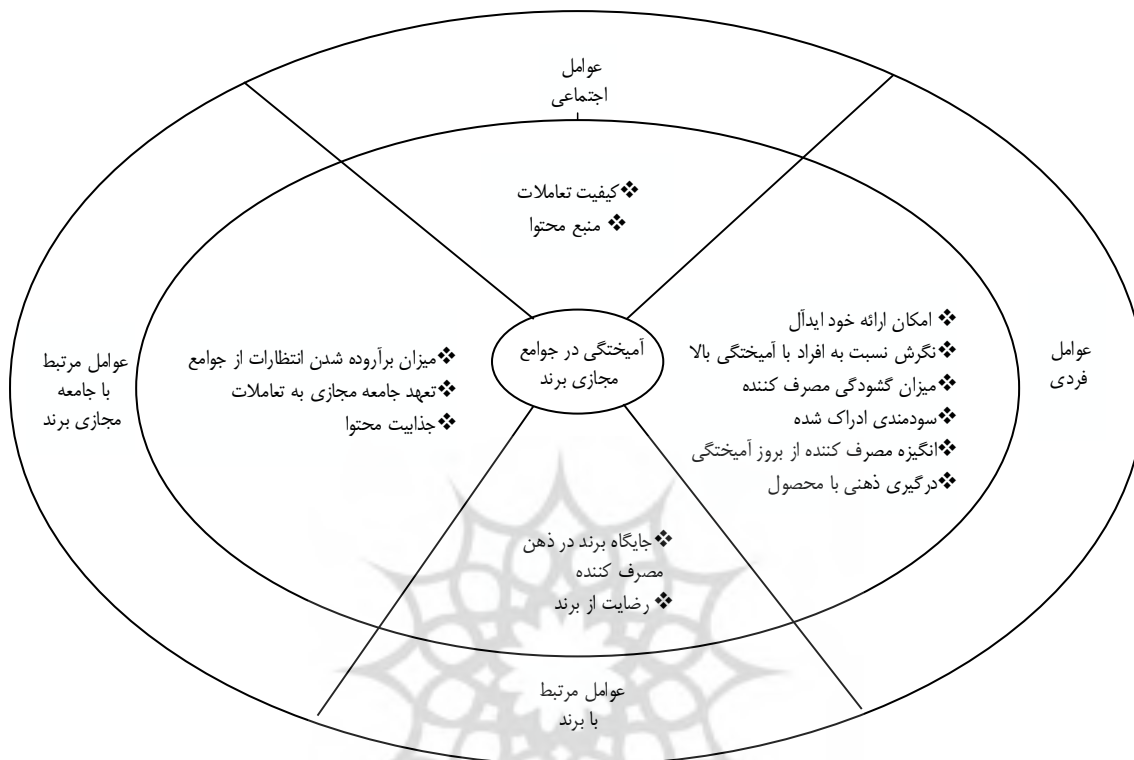 عوامل
اجتماعی
❖کیفیت تعاملات
❖ منبع محتوا
عوامل
فردی
❖ امکان ارائه خود ایدآل
❖نگرش نسبت به افراد با آمیختگی بالا
❖میزان گشودگی مصرف کننده
❖سودمندی ادراک شده
❖انگیزه مصرف کننده از بروز آمیختگی
❖درگیری ذهنی با محصول
آمیختگی در جوامع
مجازی برند
❖میزان برآروده شدن انتظارات از جوامع
❖تعهد جامعه مجازی به تعاملات
❖جذابیت محتوا
عوامل مرتبط
با جامعه
مجازی برند
❖جایگاه برند در ذهن
مصرف کننده
❖ رضایت از برند
عوامل مرتبط
با برند